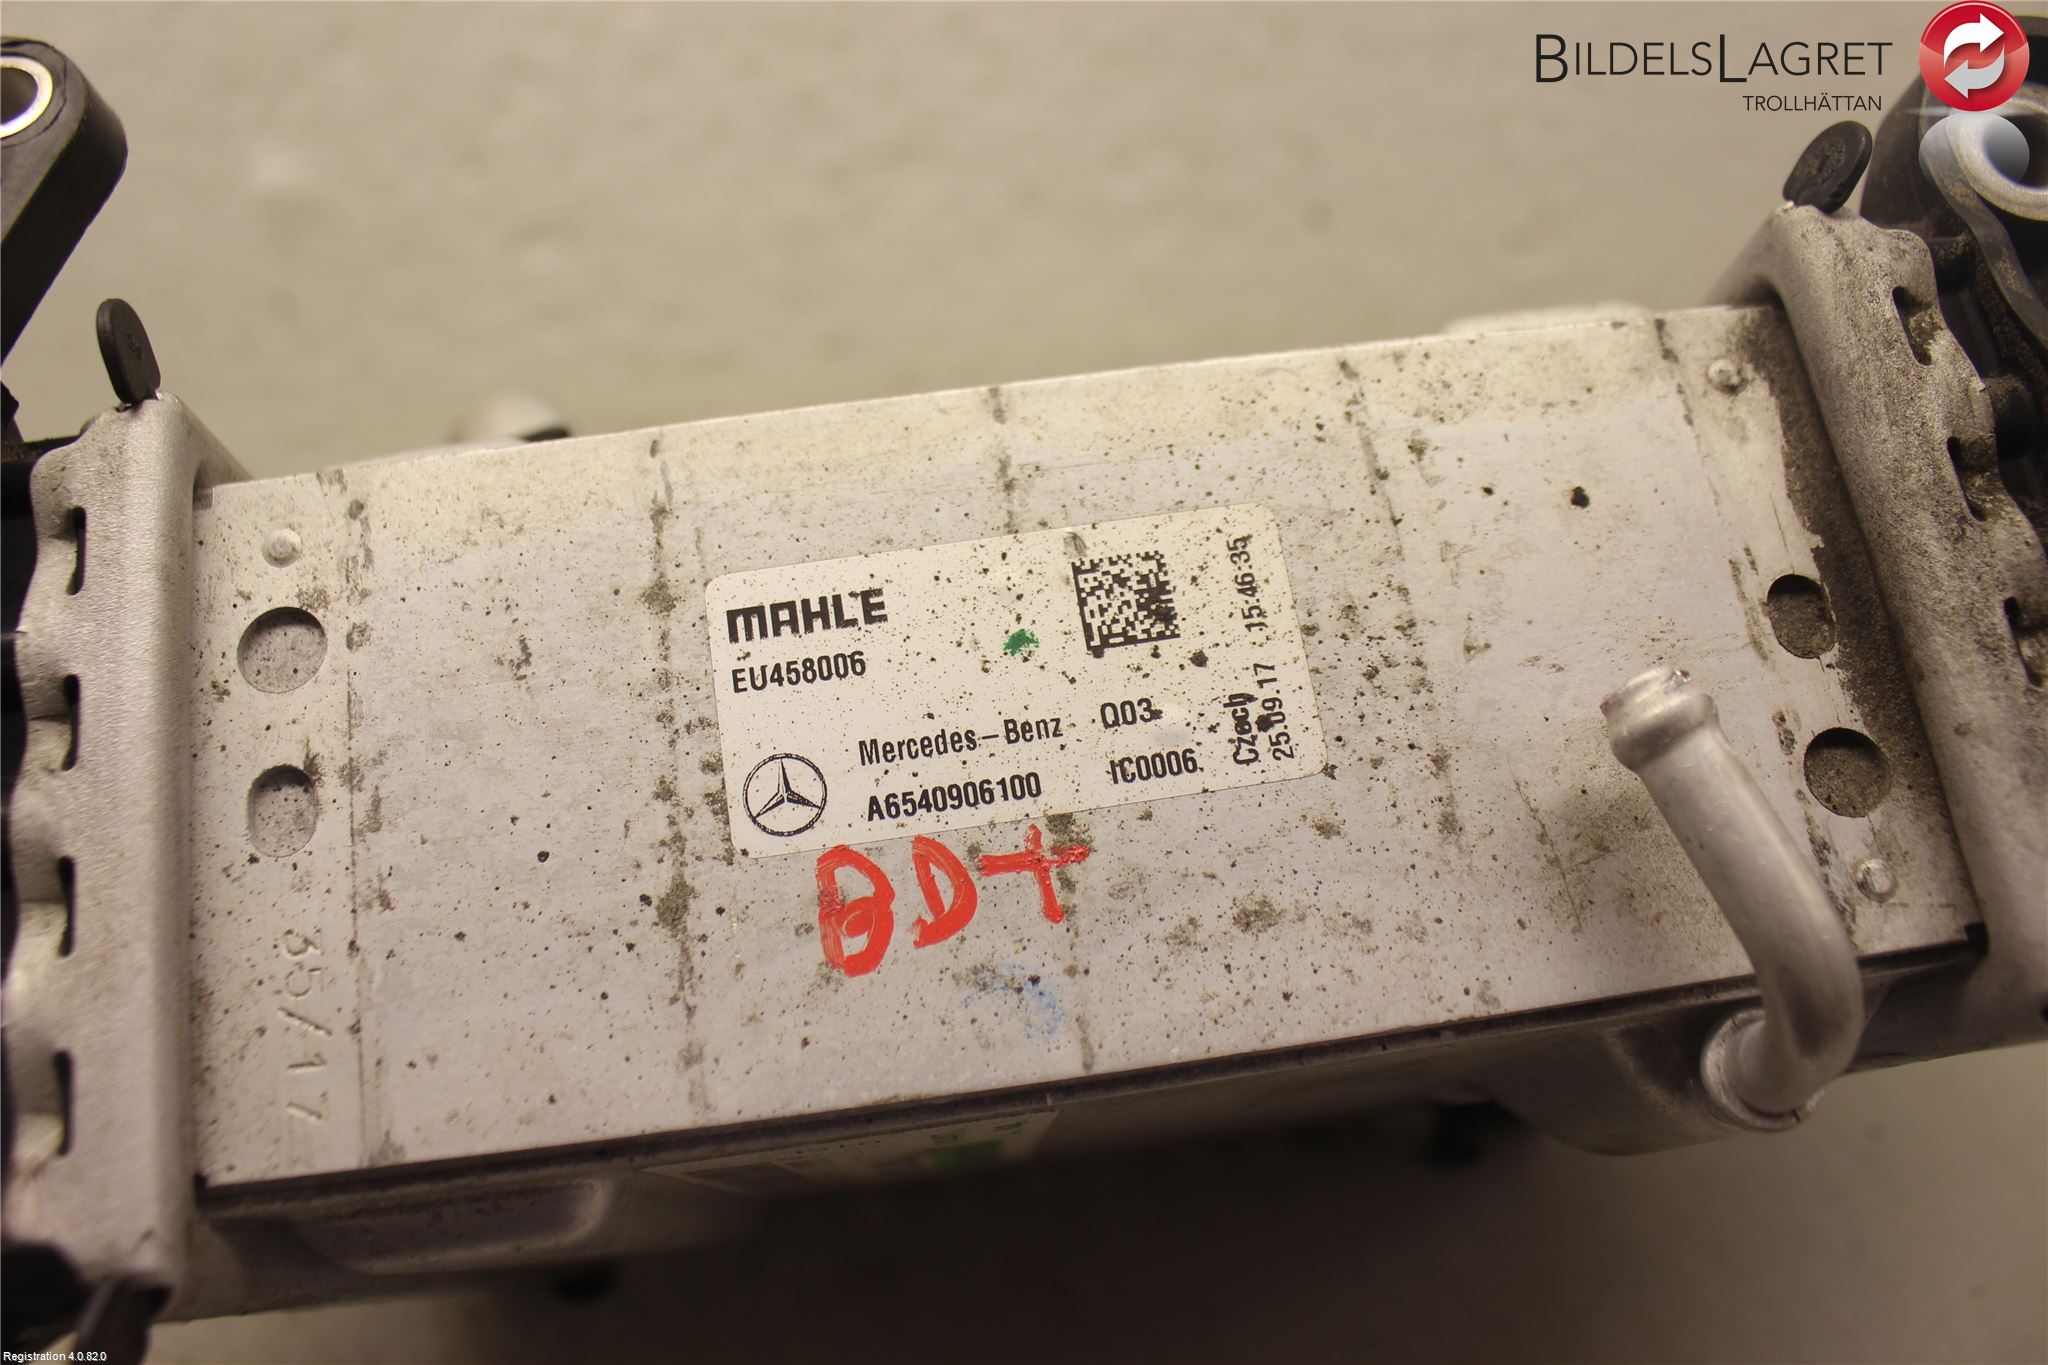 BILDELSLAGRET
TROLLHÄTTAN
MAHLE
EU458006
Mercedes-Benz Q03
A6540906100 IC0006
Czech
25.09.17 15:46:35
BD+
35/17
Registration 4.0.82.0